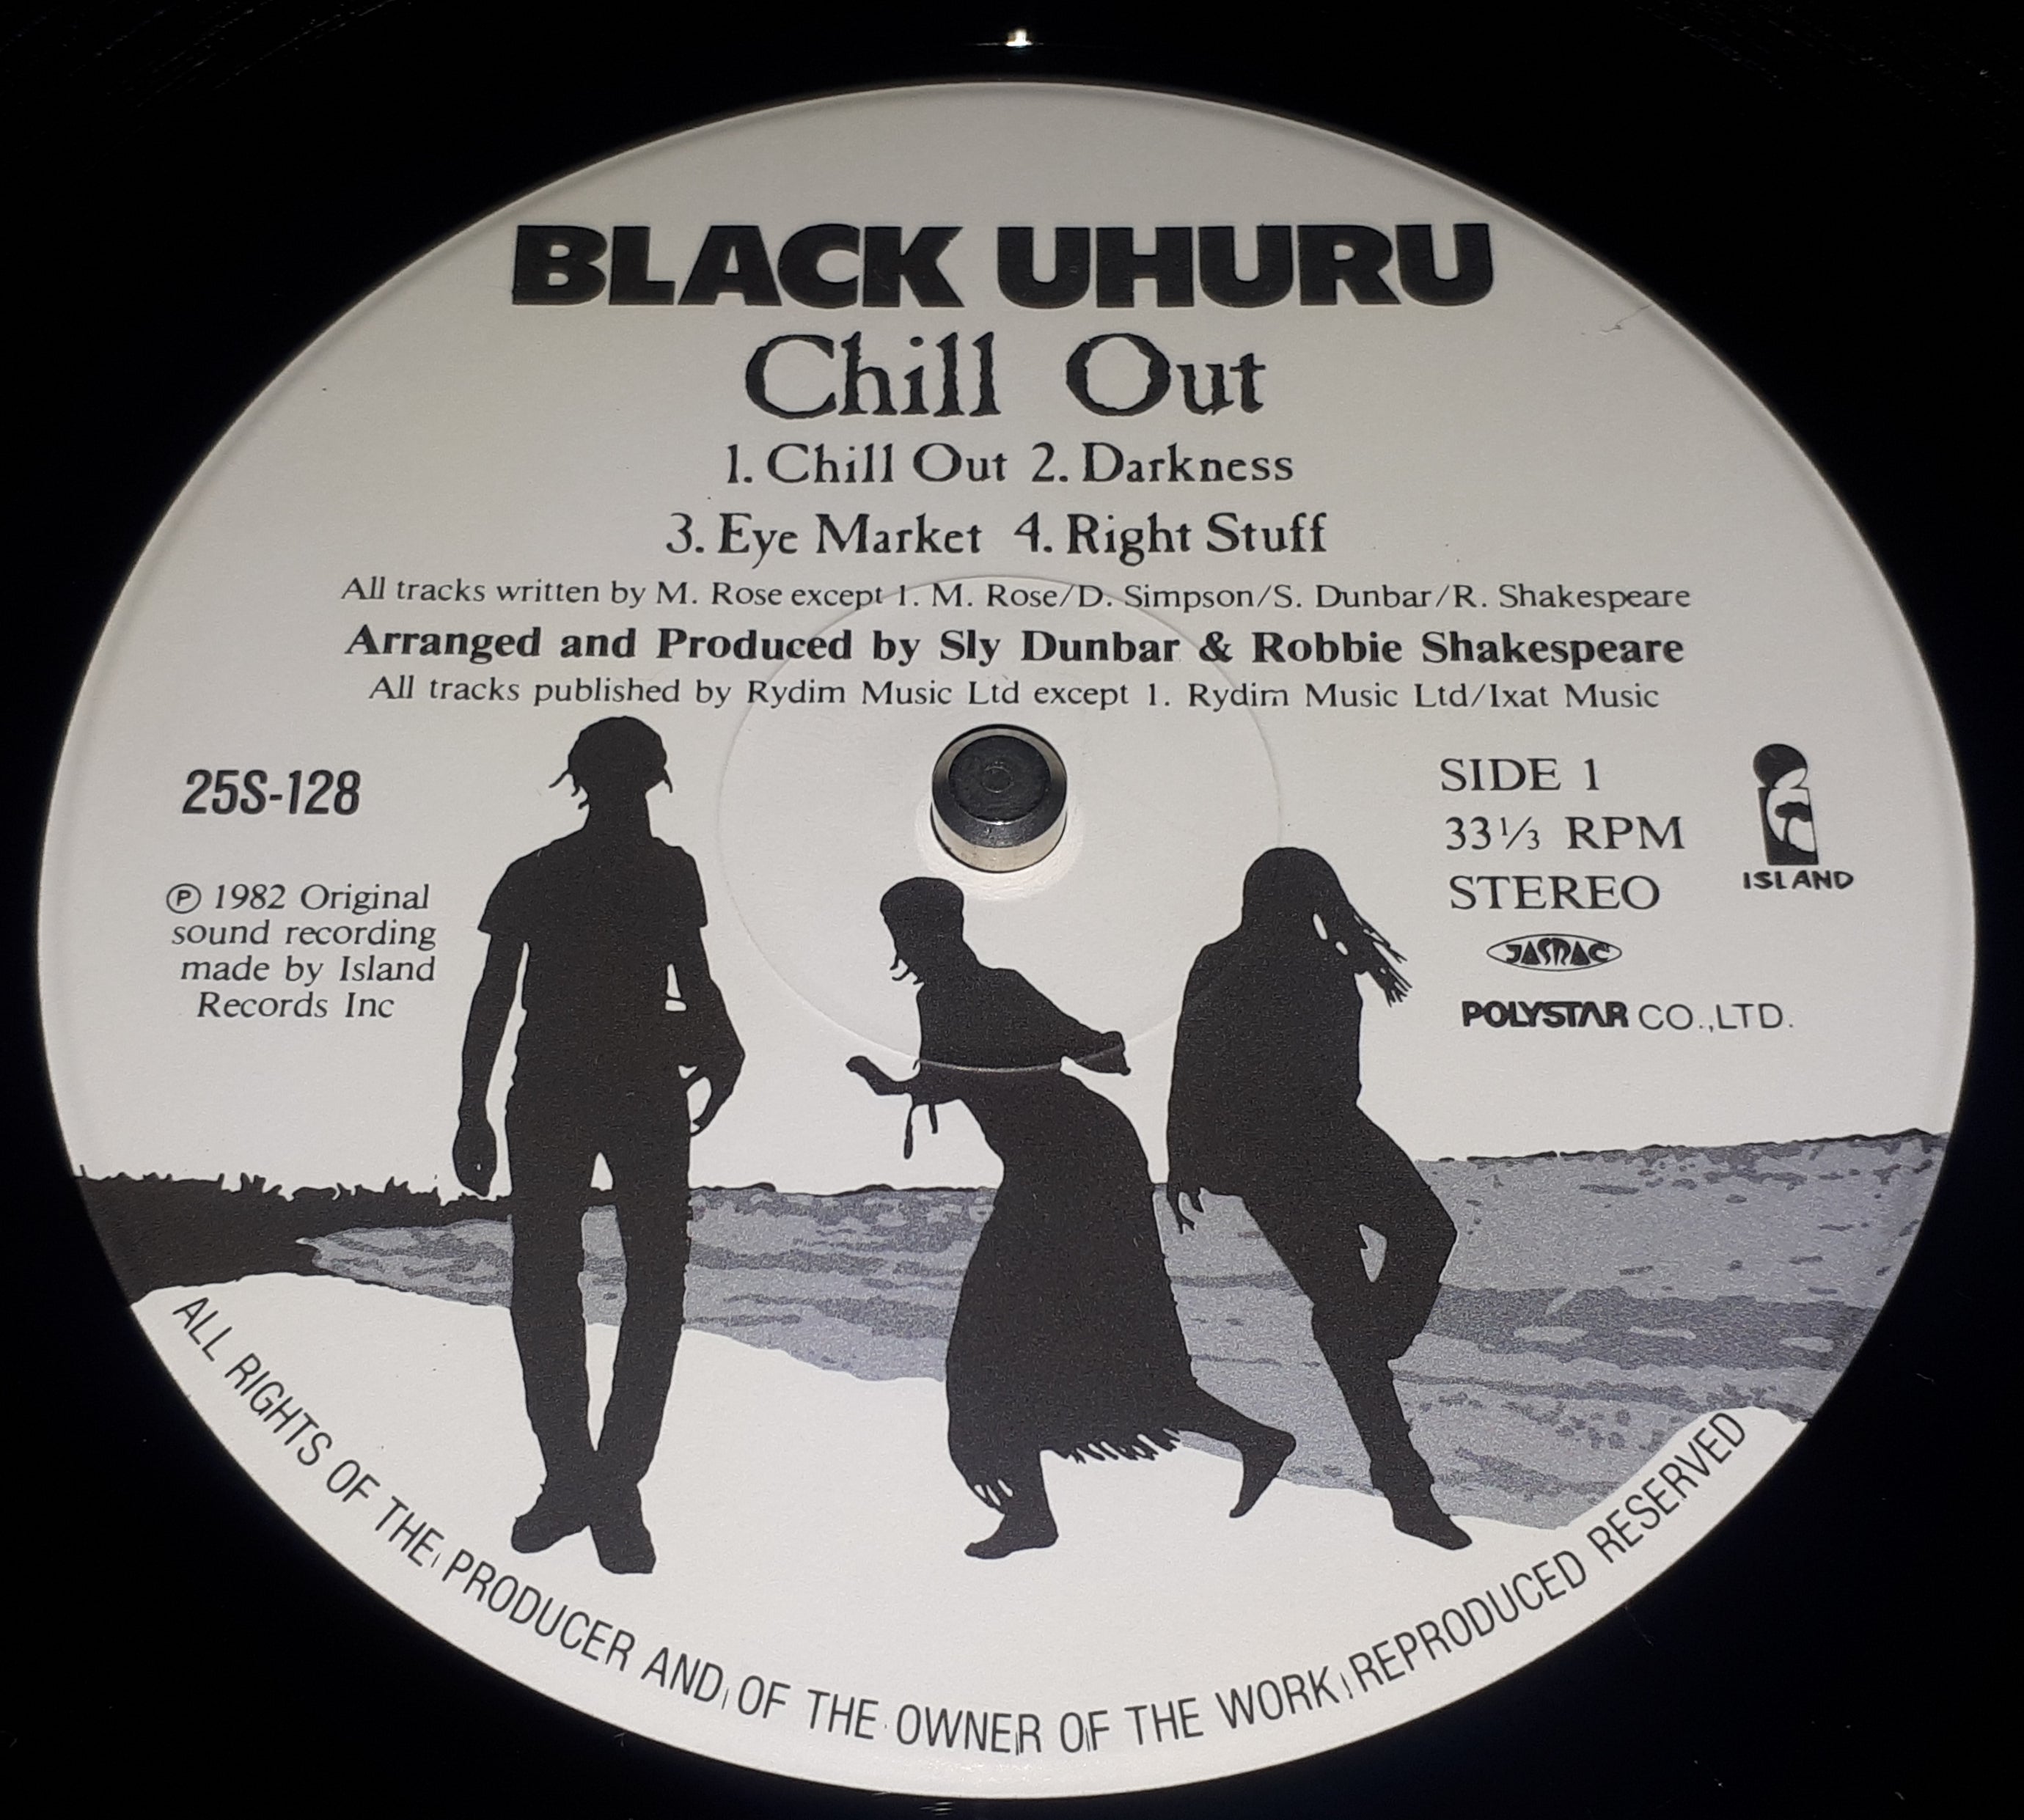 BLACK UHURU
Chill Out
1. Chill Out 2. Darkness
3. Eye Market 4. Right Stuff
All tracks written by M. Rose except 1. M. Rose/D. Simpson/S. Dunbar/R. Shakespeare
Arranged and Produced by Sly Dunbar & Robbie Shakespeare
All tracks published by Rydim Music Ltd except 1. Rydim Music Ltd/Ixat Music
25S-128
℗ 1982 Original
sound recording
made by Island
Records Inc
SIDE 1
33⅓ RPM
STEREO
ISLAND
JASRAC
POLYSTAR CO.,LTD.
ALL RIGHTS OF THE PRODUCER AND OF THE OWNER OF THE WORK REPRODUCED RESERVED